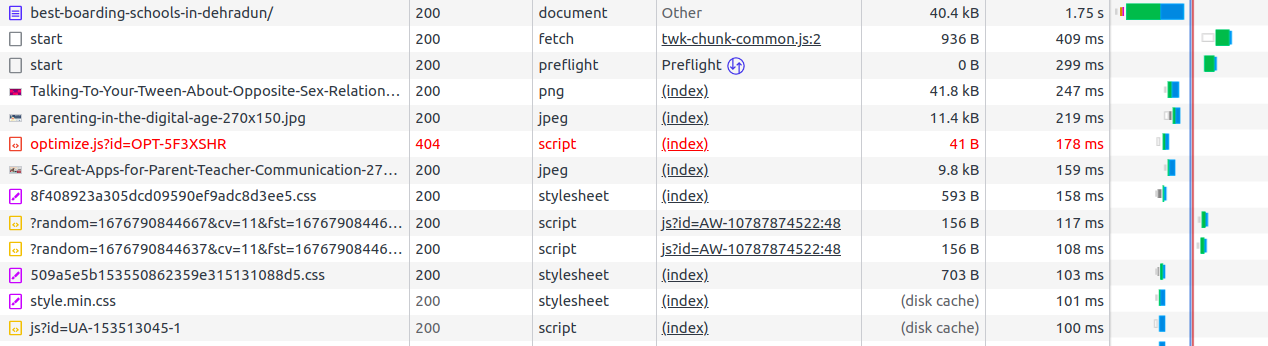 best-boarding-schools-in-dehradun/ 200 document Other 40.4 kB 1.75 s
start 200 fetch twk-chunk-common.js:2 936 B 409 ms
start 200 preflight Preflight 0 B 299 ms
Talking-To-Your-Tween-About-Opposite-Sex-Relation... 200 png (index) 41.8 kB 247 ms
parenting-in-the-digital-age-270x150.jpg 200 jpeg (index) 11.4 kB 219 ms
optimize.js?id=OPT-5F3XSHR 404 script (index) 41 B 178 ms
5-Great-Apps-for-Parent-Teacher-Communication-27... 200 jpeg (index) 9.8 kB 159 ms
8f408923a305dcd09590ef9adc8d3ee5.css 200 stylesheet (index) 593 B 158 ms
?random=1676790844667&cv=11&fst=16767908446... 200 script js?id=AW-10787874522:48 156 B 117 ms
?random=1676790844637&cv=11&fst=16767908446... 200 script js?id=AW-10787874522:48 156 B 108 ms
509a5e5b153550862359e315131088d5.css 200 stylesheet (index) 703 B 103 ms
style.min.css 200 stylesheet (index) (disk cache) 101 ms
js?id=UA-153513045-1 200 script (index) (disk cache) 100 ms